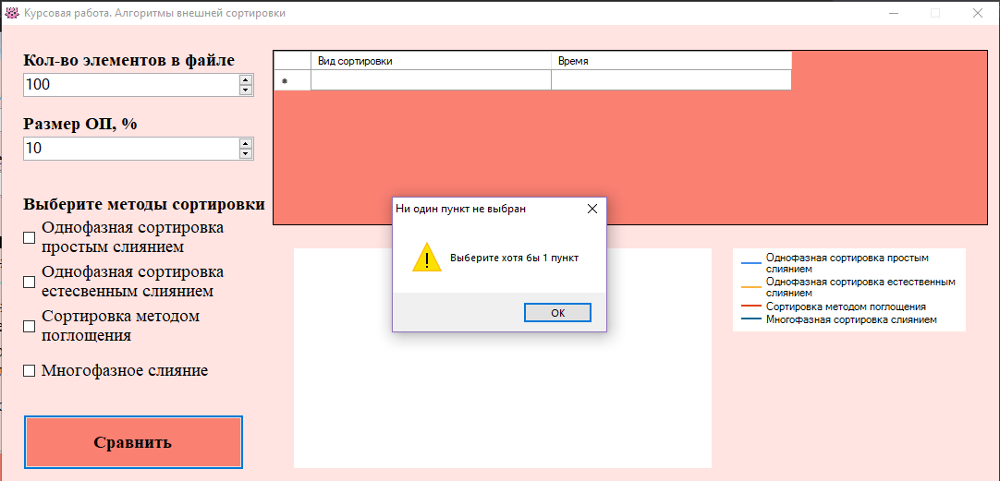 Курсовая работа. Алгоритмы внешней сортировки
Кол-во элементов в файле
100
Размер ОП, %
10
Выберите методы сортировки
Однофазная сортировка
простым слиянием
Однофазная сортировка
естесвенным слиянием
Сортировка методом
поглощения
Многофазное слияние
Сравнить
Вид сортировки
Время
Ни один пункт не выбран
Выберите хотя бы 1 пункт
OK
Однофазная сортировка простым
слиянием
Однофазная сортировка естественным
слиянием
Сортировка методом поглощения
Многофазная сортировка слиянием